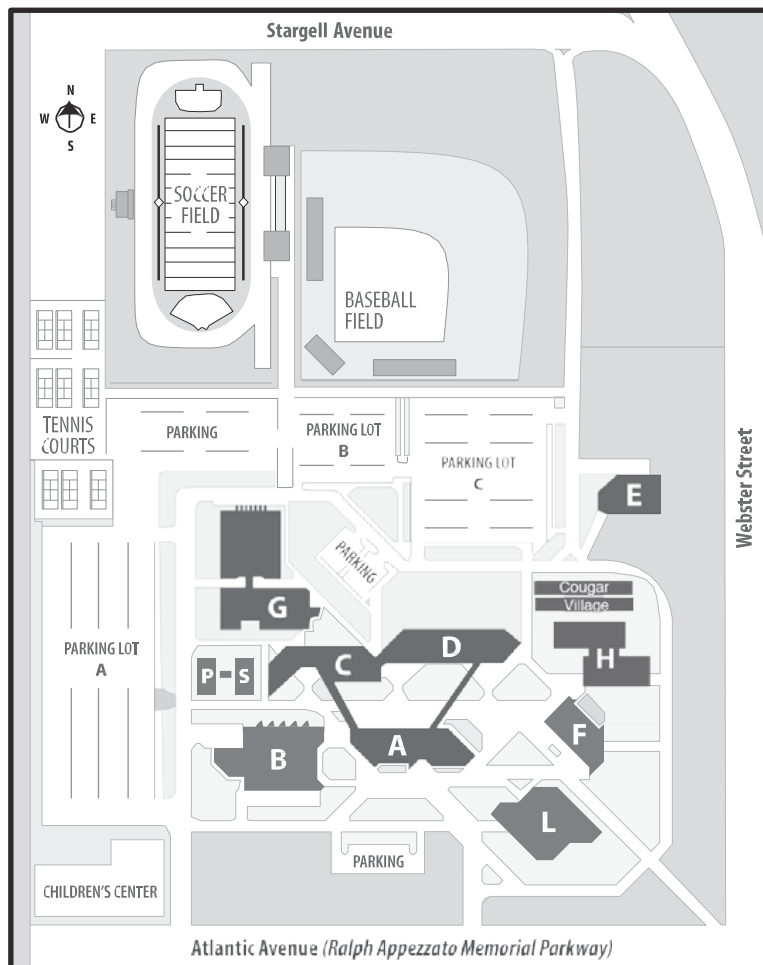 Stargell Avenue
N
W E
S
SOCCER
FIELD
BASEBALL
FIELD
TENNIS
COURTS
PARKING
PARKING LOT
B
PARKING LOT
C
E
Webster Street
PARKING
Cougar
Village
G
H
PARKING LOT
A
P
S
C
D
F
B
A
L
PARKING
CHILDREN'S CENTER
Atlantic Avenue (Ralph Appezzato Memorial Parkway)